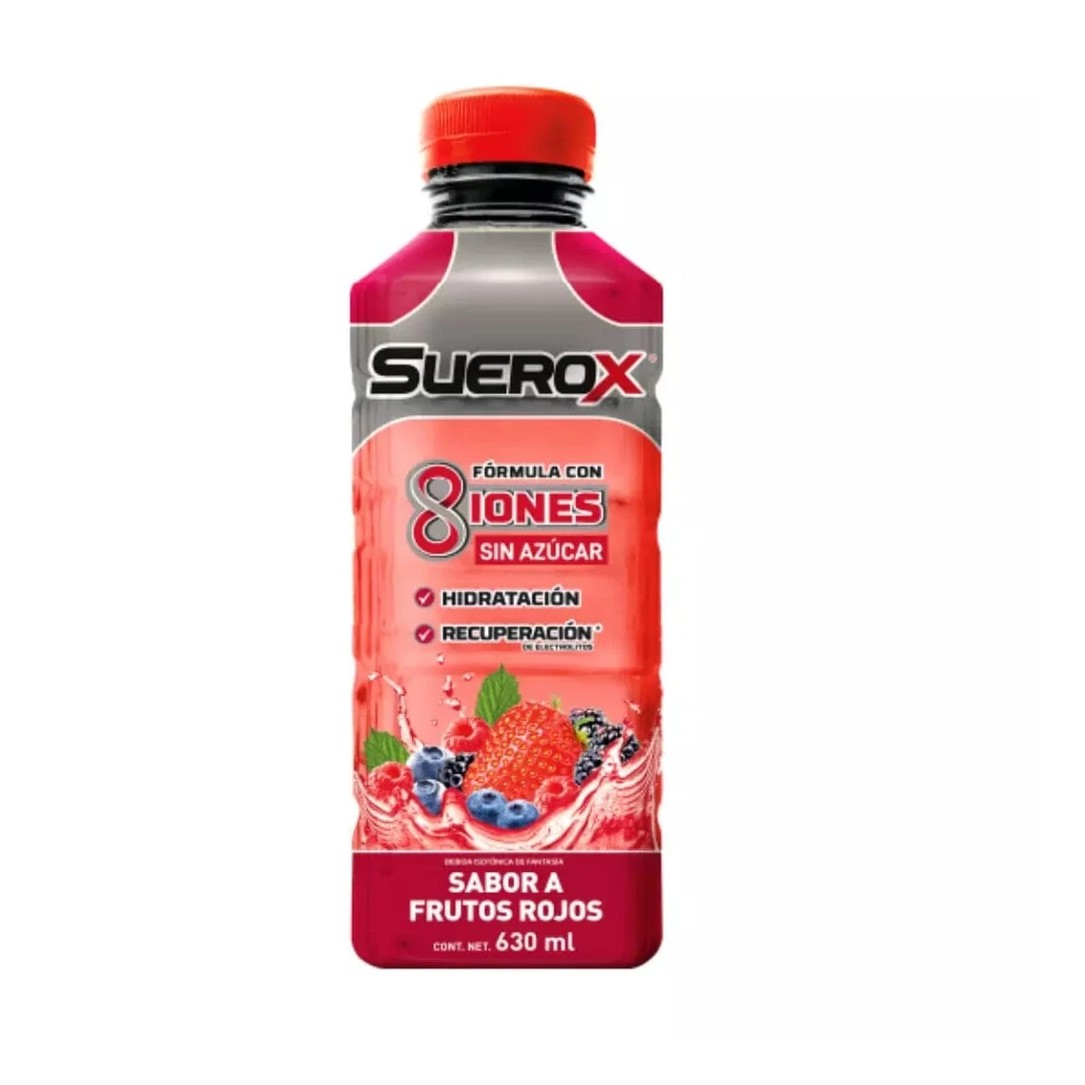 SUEROX®
8 FÓRMULA CON
IONES
SIN AZÚCAR
HIDRATACIÓN
RECUPERACIÓN*
DE ELECTROLITOS
BEBIDA ISOTÓNICA DE FANTASÍA
SABOR A
FRUTOS ROJOS
CONT. NET. 630 ml